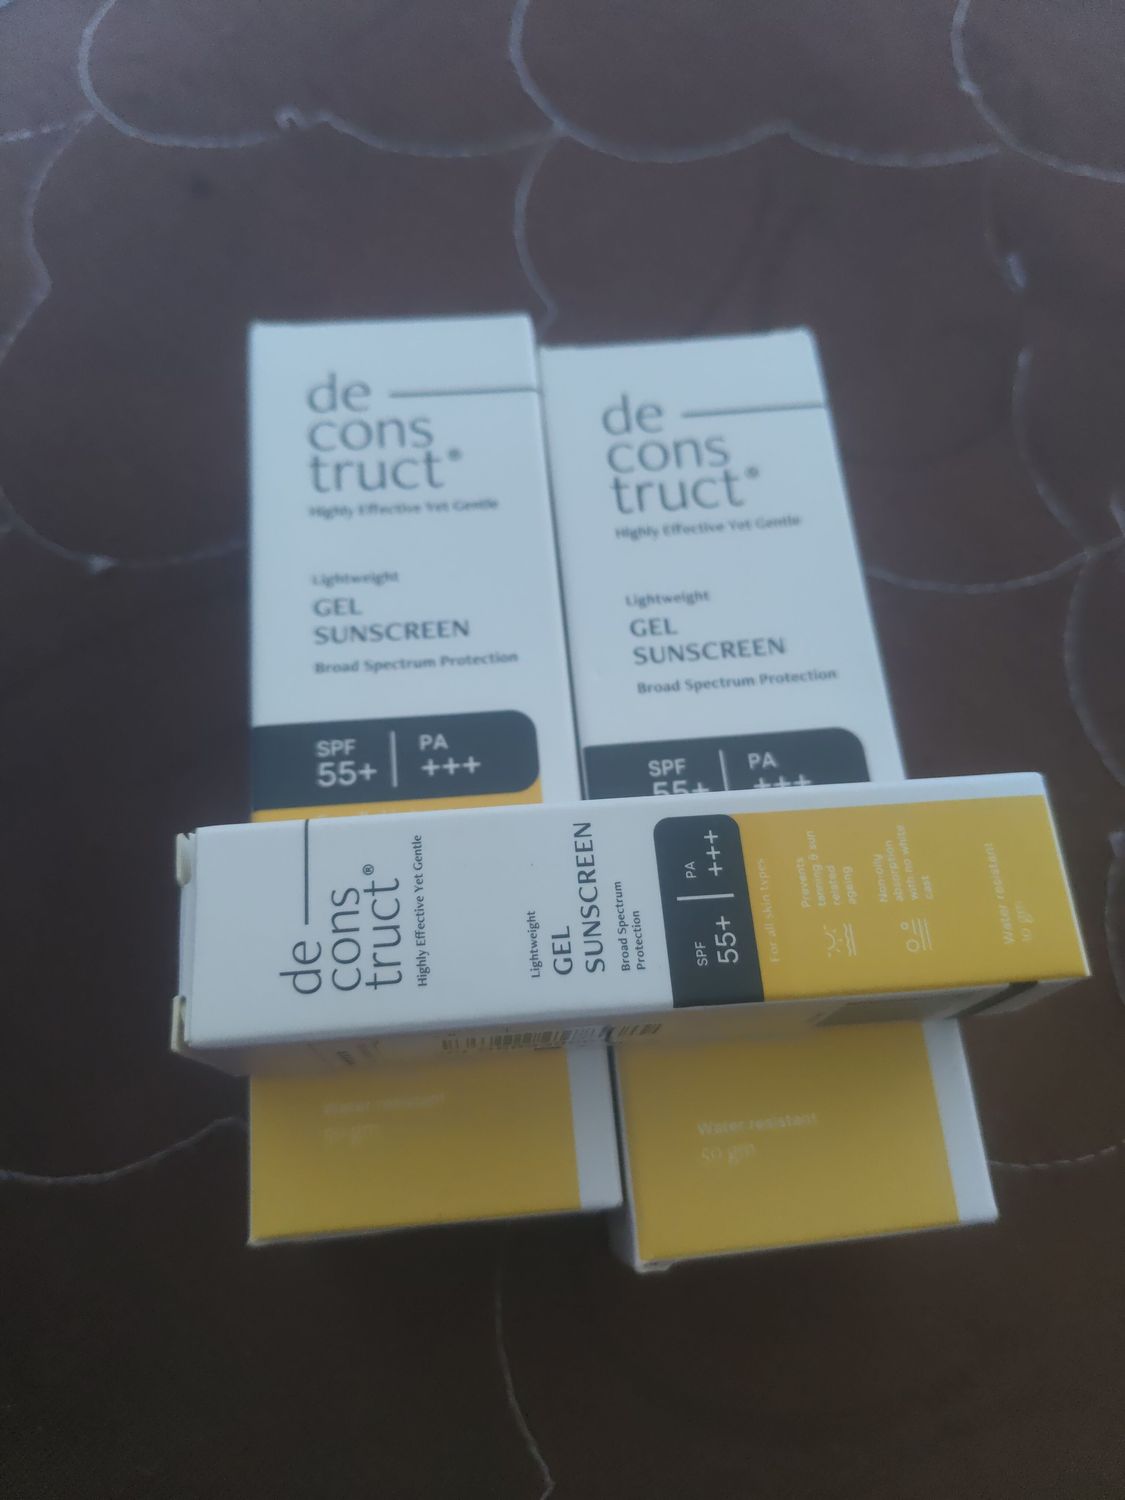 de
cons
truct®
Highly Effective Yet Gentle
Lightweight
GEL
SUNSCREEN
Broad Spectrum Protection
SPF
55+
PA
+++
Water resistant
50 gm
de
cons
truct®
Highly Effective Yet Gentle
Lightweight
GEL
SUNSCREEN
Broad Spectrum Protection
SPF
55+
PA
+++
Water resistant
50 gm
de
cons
truct®
Highly Effective Yet Gentle
Lightweight
GEL
SUNSCREEN
Broad Spectrum
Protection
SPF
55+
PA
+++
For all skin types
Prevents
tanning & sun
related
ageing
Non-oily
absorption
with no white
cast
Water resistant
10 gm